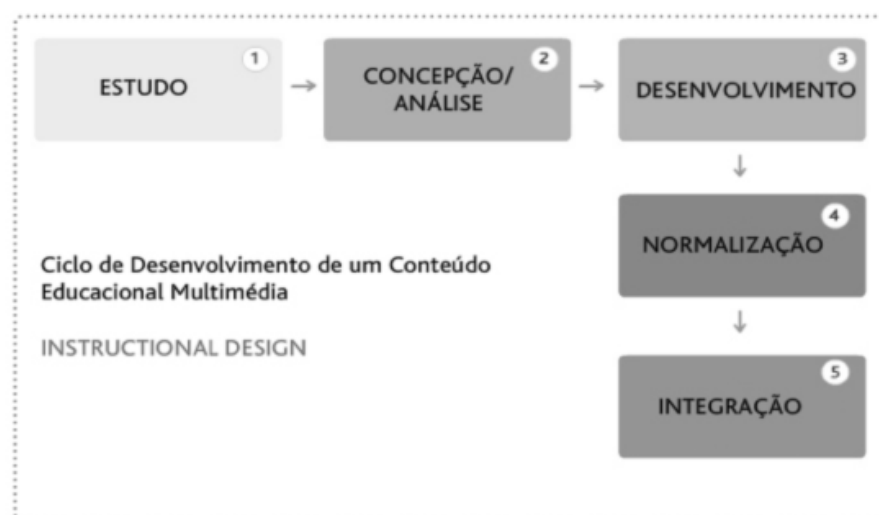 1
ESTUDO
2
CONCEPÇÃO/
ANÁLISE
3
DESENVOLVIMENTO
4
NORMALIZAÇÃO
Ciclo de Desenvolvimento de um Conteúdo
Educacional Multimédia
INSTRUCTIONAL DESIGN
5
INTEGRAÇÃO